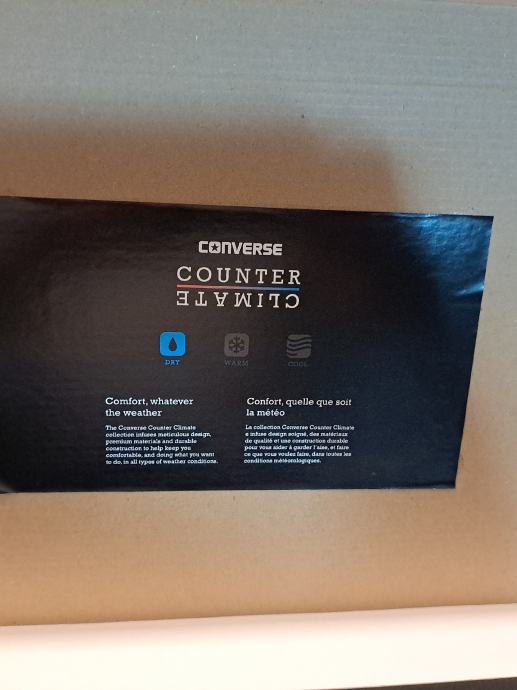 CONVERSE
COUNTER
CLIMATE
DRY WARM COOL
Comfort, whatever
the weather
The Converse Counter Climate
collection infuses meticulous design,
premium materials and durable
construction to help keep you
comfortable, and doing what you want
to do, in all types of weather conditions.
Confort, quelle que soit
la météo
La collection Converse Counter Climate
e infuse design soigné, des matériaux
de qualité et une construction durable
pour vous aider à garder l'aise, et faire
ce que vous voulez faire, dans toutes les
conditions météorologiques.